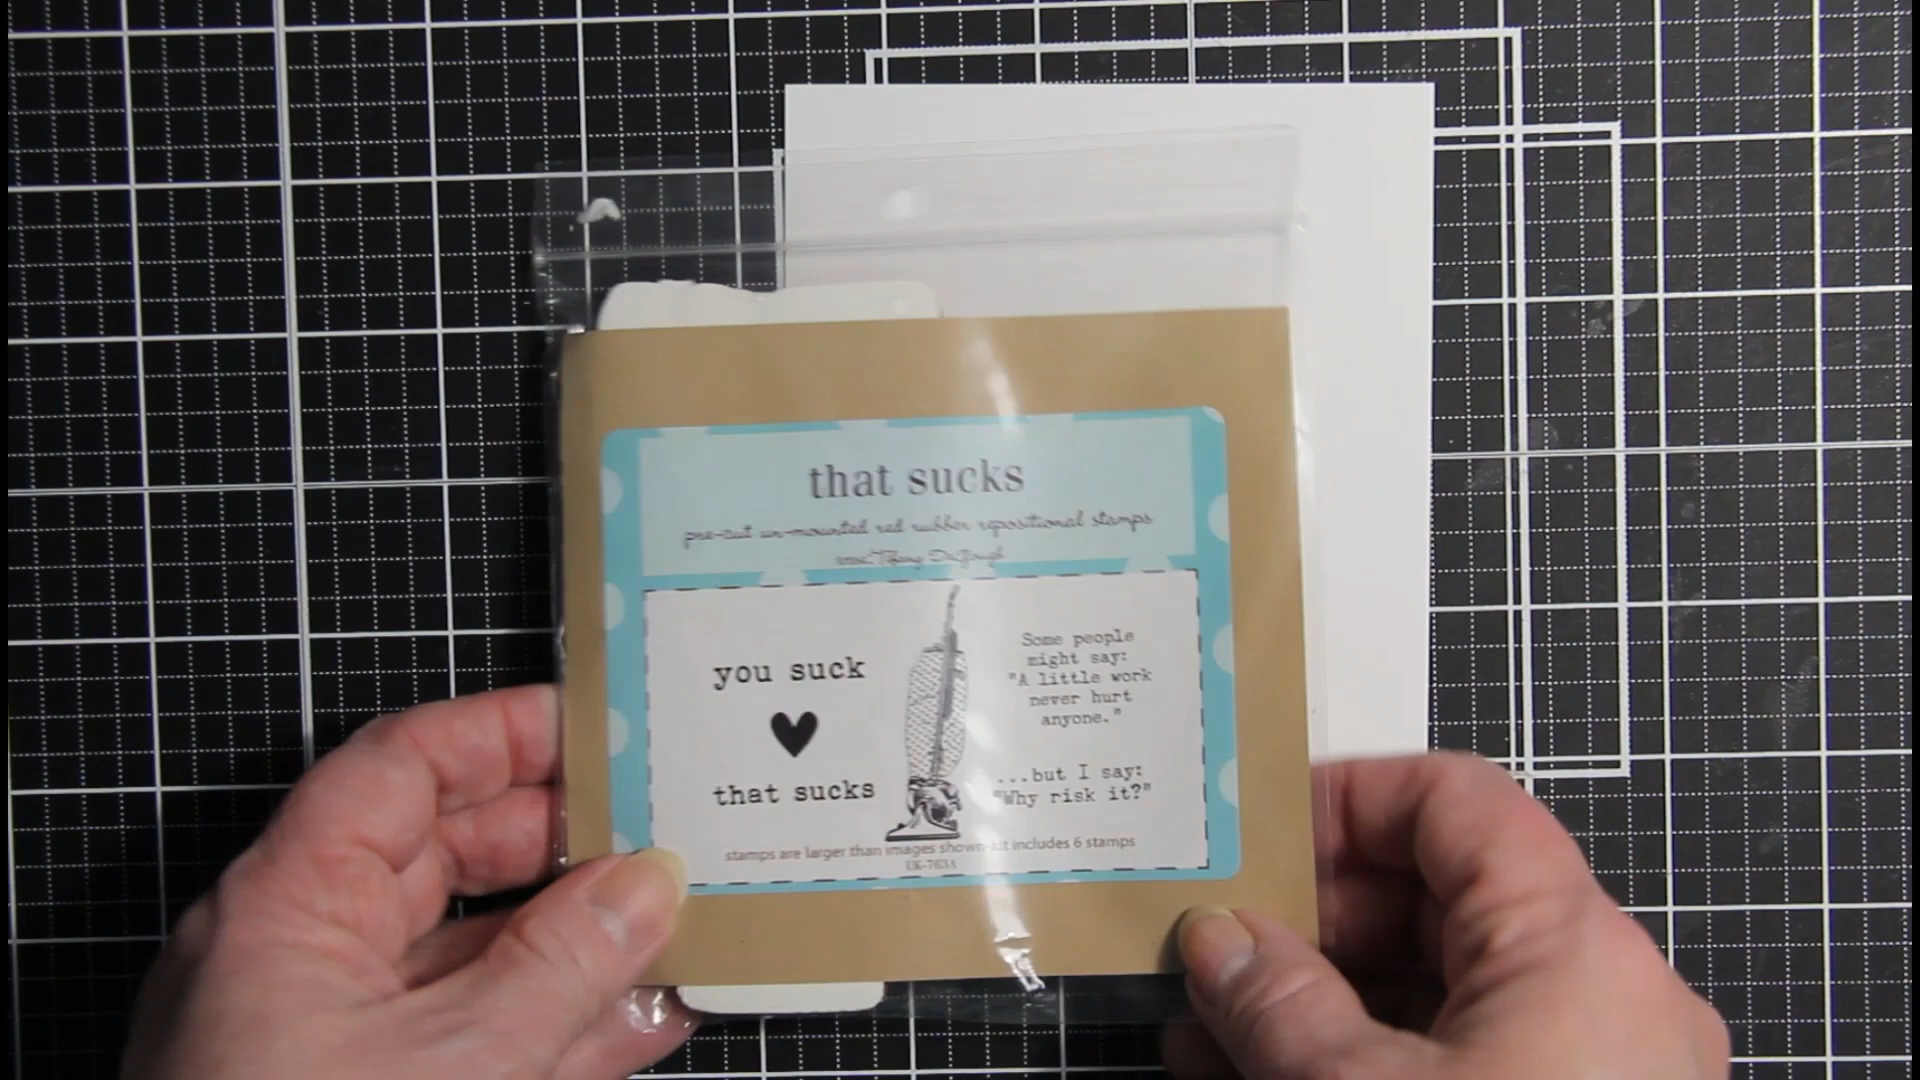 that sucks
pre-cut un-mounted red rubber repositional stamps
you suck
that sucks
Some people
might say:
"A little work
never hurt
anyone."
...but I say:
"Why risk it?"
stamps are larger than images shown-kit includes 6 stamps